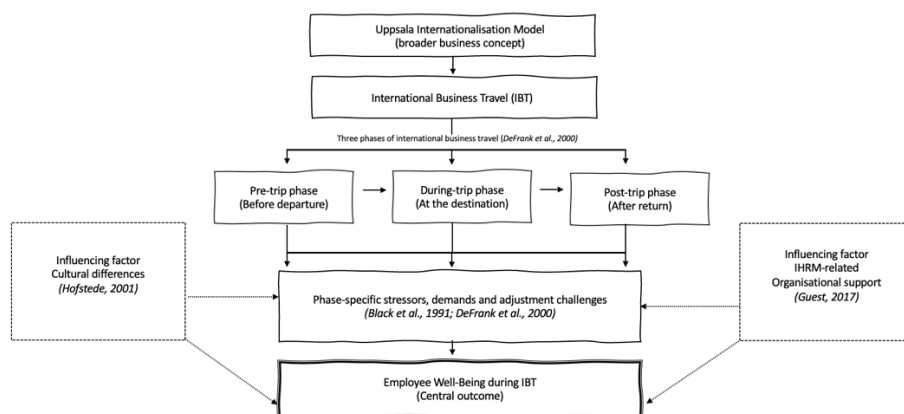 Uppsala Internationalisation Model
(broader business concept)
International Business Travel (IBT)
Three phases of international business travel (DeFrank et al., 2000)
Pre-trip phase
(Before departure)
During-trip phase
(At the destination)
Post-trip phase
(After return)
Influencing factor
Cultural differences
(Hofstede, 2001)
Influencing factor
IHRM-related
Organisational support
(Guest, 2017)
Phase-specific stressors, demands and adjustment challenges
(Black et al., 1991; DeFrank et al., 2000)
Employee Well-Being during IBT
(Central outcome)